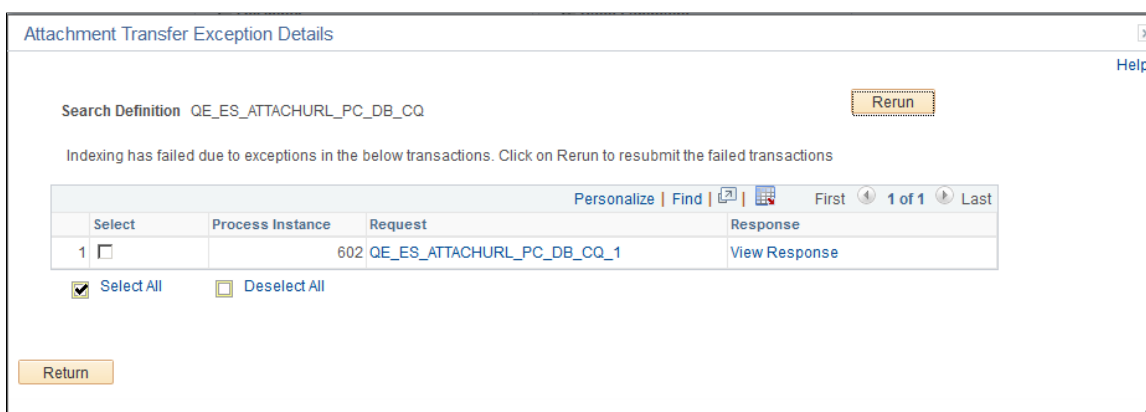 Attachment Transfer Exception Details
Help
Search Definition QE_ES_ATTACHURL_PC_DB_CQ
Rerun
Indexing has failed due to exceptions in the below transactions. Click on Rerun to resubmit the failed transactions
Personalize | Find | | First 1 of 1 Last
Select Process Instance Request Response
1 602 QE_ES_ATTACHURL_PC_DB_CQ_1 View Response
Select All Deselect All
Return